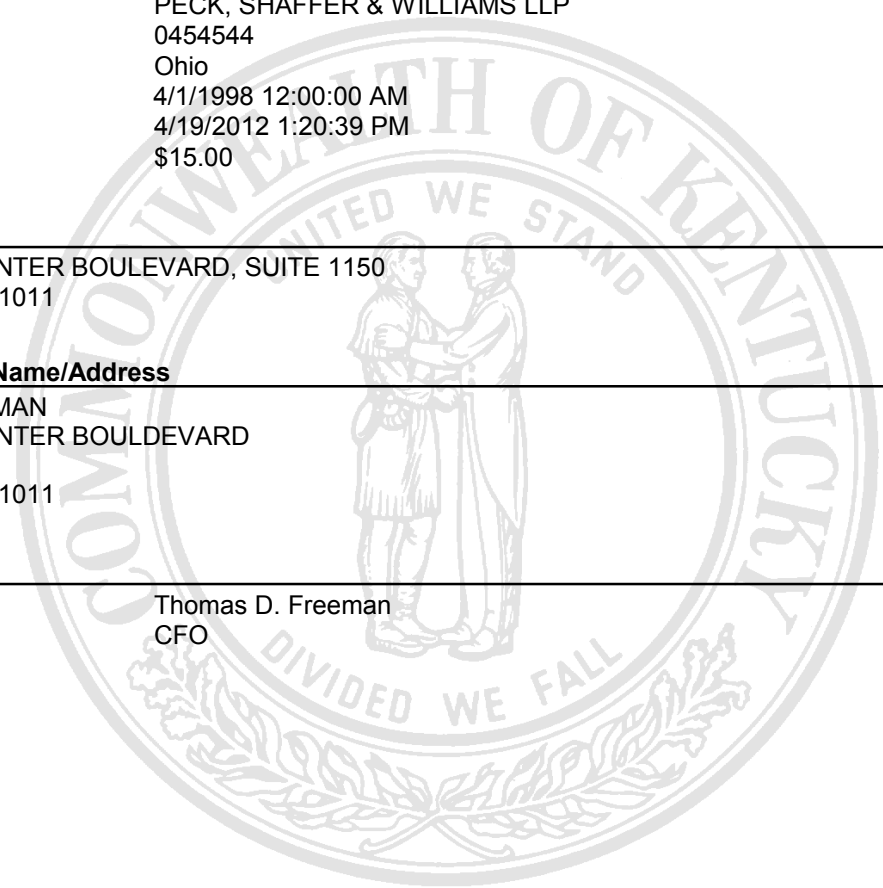 PECK, SHAFFER & WILLIAMS LLP
0454544
Ohio
4/1/1998 12:00:00 AM
4/19/2012 1:20:39 PM
$15.00
COMMONWEALTH OF KENTUCKY
UNITED WE STAND
NTER BOULEVARD, SUITE 1150
1011
Name/Address
MAN
NTER BOULDEVARD
1011
Thomas D. Freeman
CFO
DIVIDED WE FALL